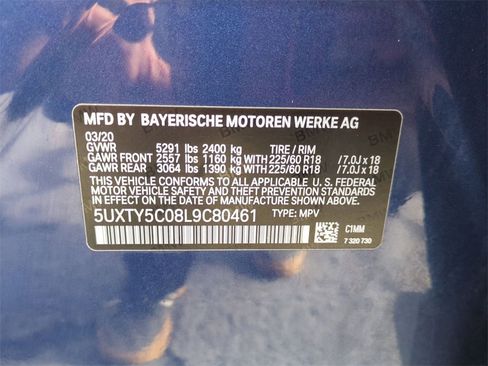 MFD BY BAYERISCHE MOTOREN WERKE AG
03/20
GVWR 5291 lbs 2400 kg TIRE / RIM
GAWR FRONT 2557 lbs 1160 kg WITH 225/60 R18 /7.0J x 18
GAWR REAR 3064 lbs 1390 kg WITH 225/60 R18 /7.0J x 18
THIS VEHICLE CONFORMS TO ALL APPLICABLE U.S. FEDERAL
MOTOR VEHICLE SAFETY AND THEFT PREVENTION STANDARDS
IN EFFECT ON THE DATE OF MANUFACTURE SHOWN ABOVE.
5UXTY5C08L9C80461 TYPE: MPV
C1MM
7 320 730